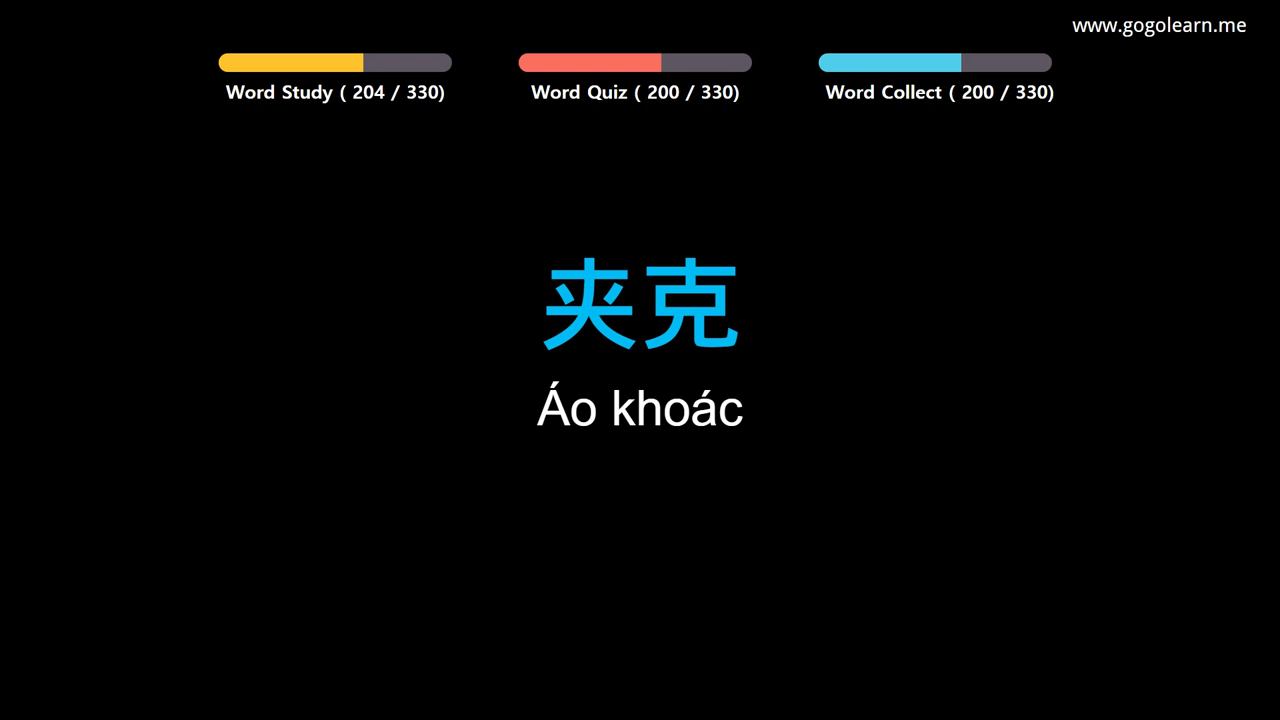 www.gogolearn.me
Word Study ( 204 / 330)
Word Quiz ( 200 / 330)
Word Collect ( 200 / 330)
夹克
Áo khoác